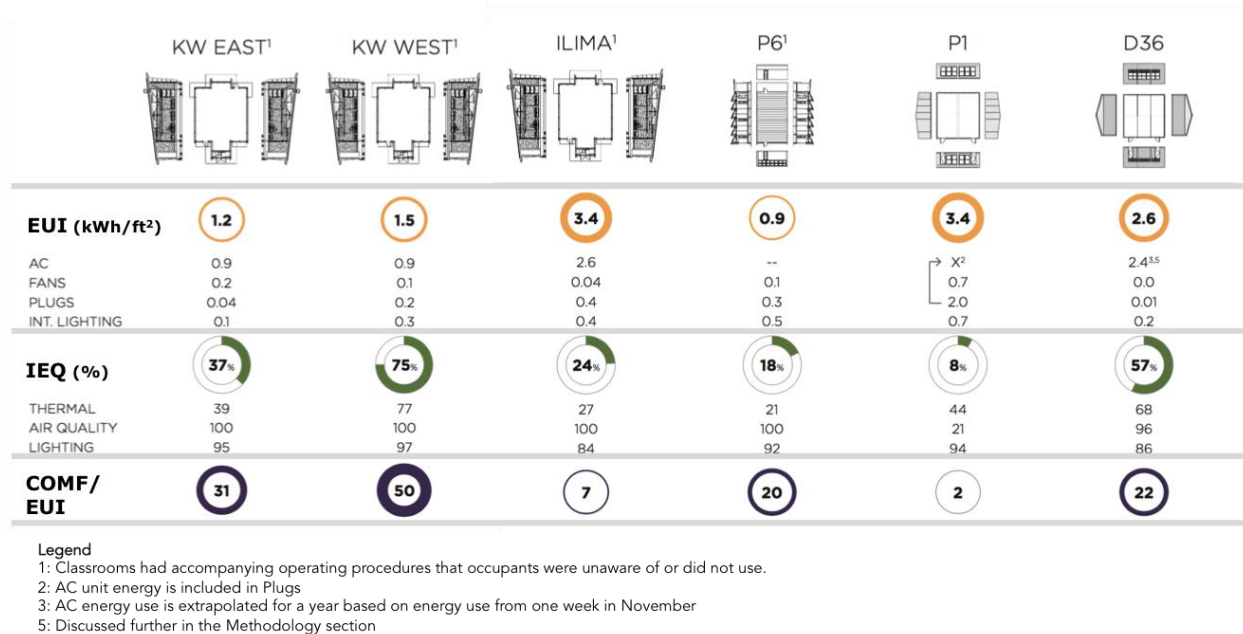 KW EAST¹ KW WEST¹ ILIMA¹ P6¹ P1 D36
EUI (kWh/ft²) 1.2 1.5 3.4 0.9 3.4 2.6
AC 0.9 0.9 2.6 -- X² 2.4³,⁵
FANS 0.2 0.1 0.04 0.1 0.7 0.0
PLUGS 0.04 0.2 0.4 0.3 2.0 0.01
INT. LIGHTING 0.1 0.3 0.4 0.5 0.7 0.2
IEQ (%) 37% 75% 24% 18% 8% 57%
THERMAL 39 77 27 21 44 68
AIR QUALITY 100 100 100 100 21 96
LIGHTING 95 97 84 92 94 86
COMF/
EUI 31 50 7 20 2 22
Legend
1: Classrooms had accompanying operating procedures that occupants were unaware of or did not use.
2: AC unit energy is included in Plugs
3: AC energy use is extrapolated for a year based on energy use from one week in November
5: Discussed further in the Methodology section